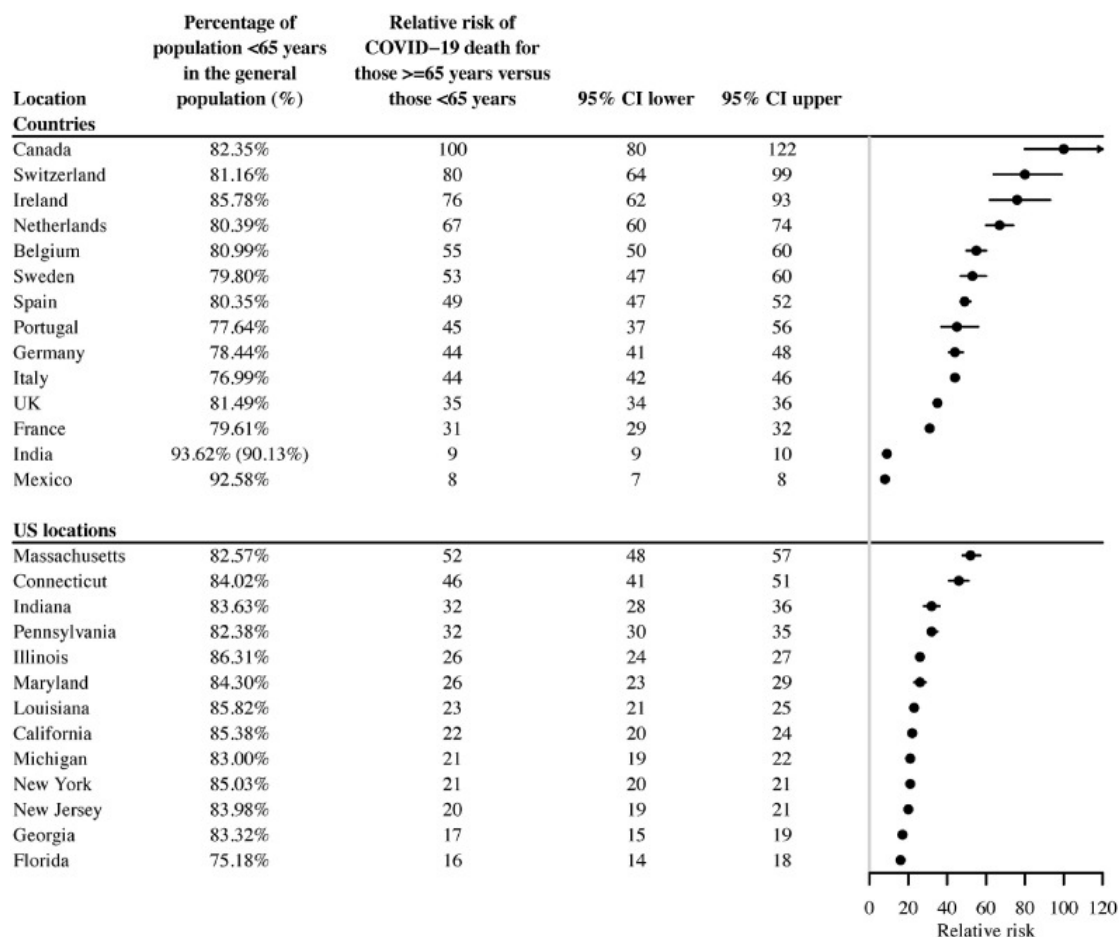 Percentage of Relative risk of
population <65 years COVID−19 death for
in the general those >=65 years versus
Location population (%) those <65 years 95% CI lower 95% CI upper
Countries
Canada 82.35% 100 80 122
Switzerland 81.16% 80 64 99
Ireland 85.78% 76 62 93
Netherlands 80.39% 67 60 74
Belgium 80.99% 55 50 60
Sweden 79.80% 53 47 60
Spain 80.35% 49 47 52
Portugal 77.64% 45 37 56
Germany 78.44% 44 41 48
Italy 76.99% 44 42 46
UK 81.49% 35 34 36
France 79.61% 31 29 32
India 93.62% (90.13%) 9 9 10
Mexico 92.58% 8 7 8
US locations
Massachusetts 82.57% 52 48 57
Connecticut 84.02% 46 41 51
Indiana 83.63% 32 28 36
Pennsylvania 82.38% 32 30 35
Illinois 86.31% 26 24 27
Maryland 84.30% 26 23 29
Louisiana 85.82% 23 21 25
California 85.38% 22 20 24
Michigan 83.00% 21 19 22
New York 85.03% 21 20 21
New Jersey 83.98% 20 19 21
Georgia 83.32% 17 15 19
Florida 75.18% 16 14 18
0 20 40 60 80 100 120
Relative risk